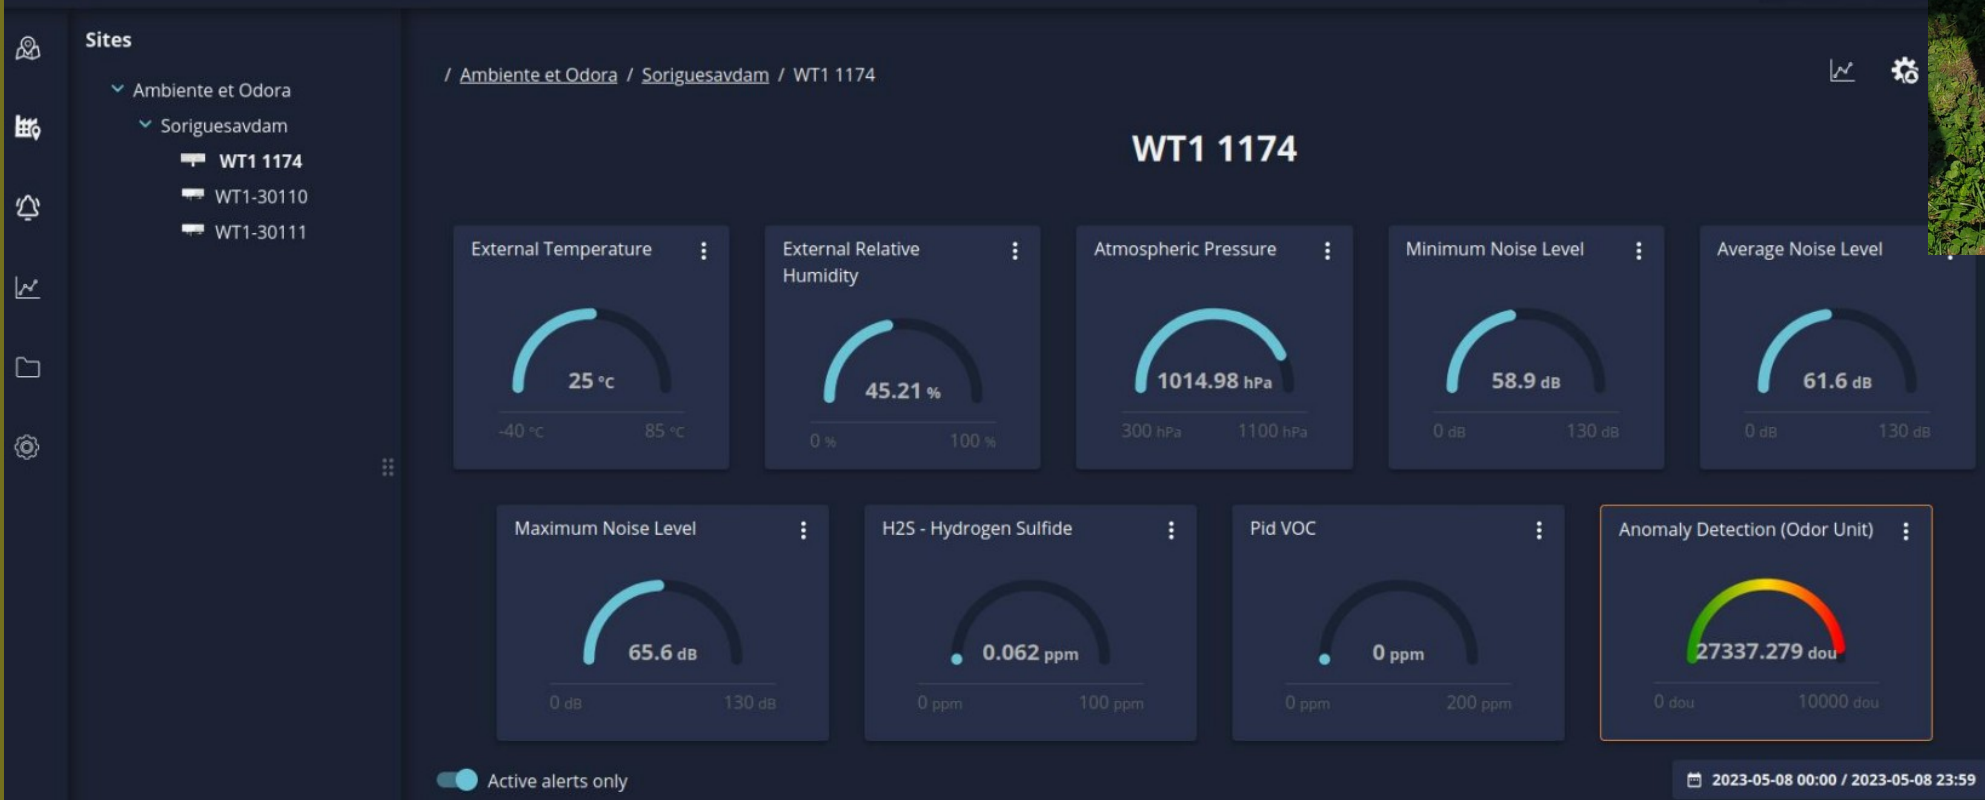 Sites
Ambiente et Odora
Soriguesavdam
WT1 1174
WT1-30110
WT1-30111
/ Ambiente et Odora / Soriguesavdam / WT1 1174
WT1 1174
External Temperature
25 °C
-40 °C 85 °C
External Relative
Humidity
45.21 %
0 % 100 %
Atmospheric Pressure
1014.98 hPa
300 hPa 1100 hPa
Minimum Noise Level
58.9 dB
0 dB 130 dB
Average Noise Level
61.6 dB
0 dB 130 dB
Maximum Noise Level
65.6 dB
0 dB 130 dB
H2S - Hydrogen Sulfide
0.062 ppm
0 ppm 100 ppm
Pid VOC
0 ppm
0 ppm 200 ppm
Anomaly Detection (Odor Unit)
27337.279 dou
0 dou 10000 dou
Active alerts only
2023-05-08 00:00 / 2023-05-08 23:59